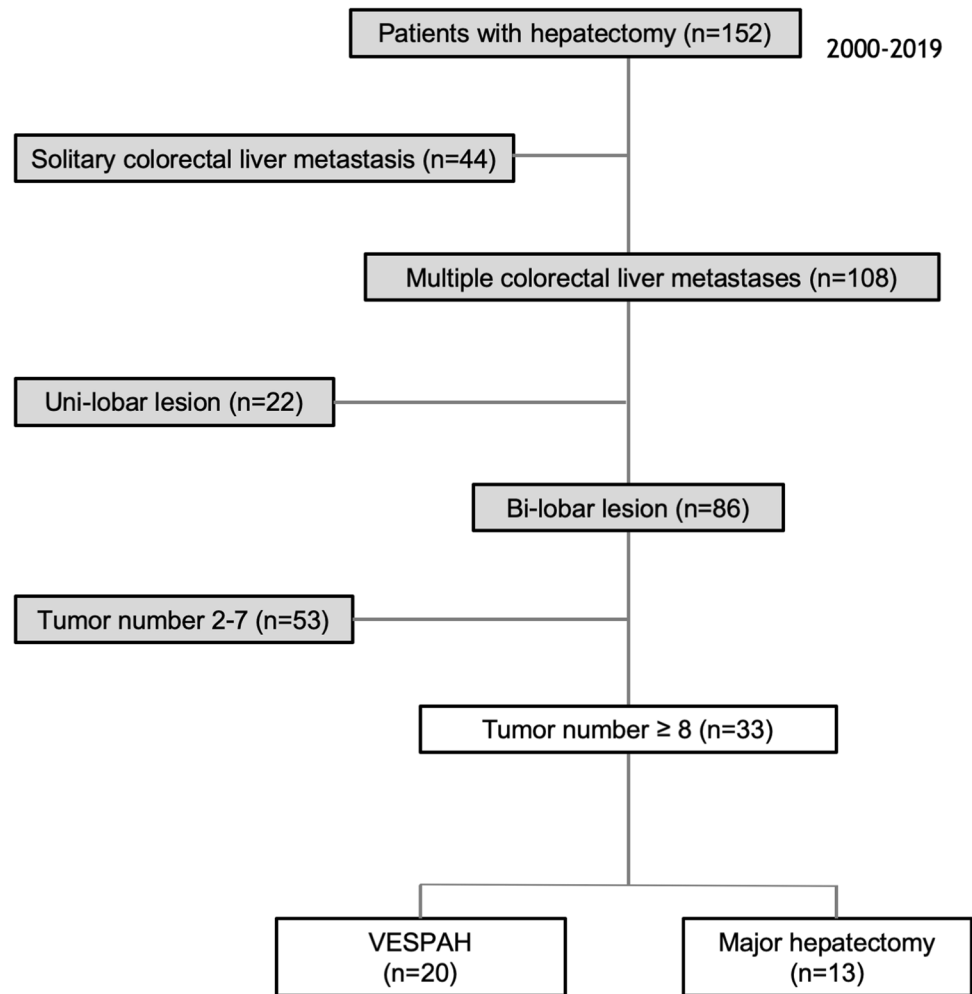 Patients with hepatectomy (n=152)
2000-2019
Solitary colorectal liver metastasis (n=44)
Multiple colorectal liver metastases (n=108)
Uni-lobar lesion (n=22)
Bi-lobar lesion (n=86)
Tumor number 2-7 (n=53)
Tumor number ≥ 8 (n=33)
VESPAH
(n=20)
Major hepatectomy
(n=13)